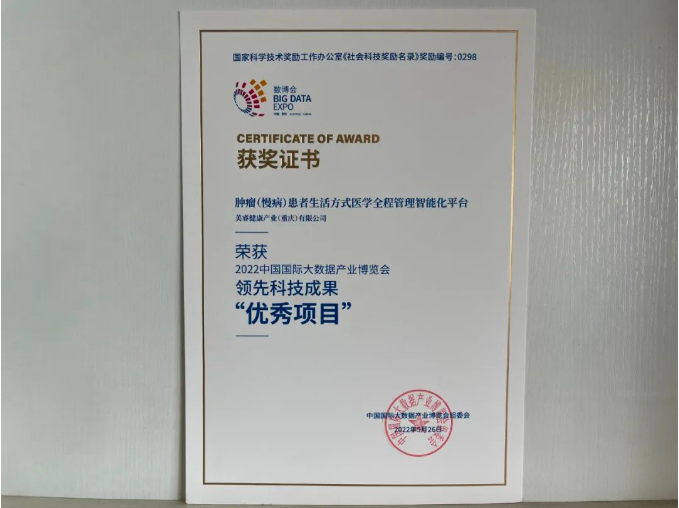 国家科学技术奖励工作办公室《社会科技奖励名录》奖励编号:0298
数博会
BIG DATA
EXPO
CERTIFICATE OF AWARD
获奖证书
肿瘤(慢病)患者生活方式医学全程管理智能化平台
美睿健康产业(重庆)有限公司
荣获
2022中国国际大数据产业博览会
领先科技成果
“优秀项目”
中国国际大数据产业博览会组委会
2022年5月26日